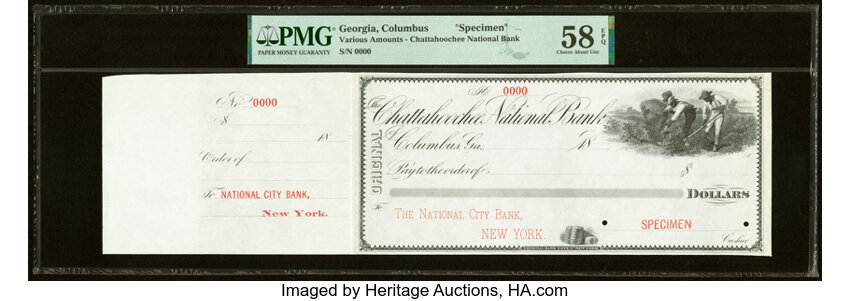 PMG
PAPER MONEY GUARANTY
Georgia, Columbus "Specimen"
Various Amounts - Chattahoochee National Bank
S/N 0000
58 EPQ
Choice About Unc
No. 0000
$
18
Order of
To NATIONAL CITY BANK,
New York.
ORIGINAL
No. 0000
The Chattahoochee National Bank
of Columbus, Ga. 18
Pay to the order of $
DOLLARS
To THE NATIONAL CITY BANK,
NEW YORK.
SPECIMEN
Cashier
Imaged by Heritage Auctions, HA.com